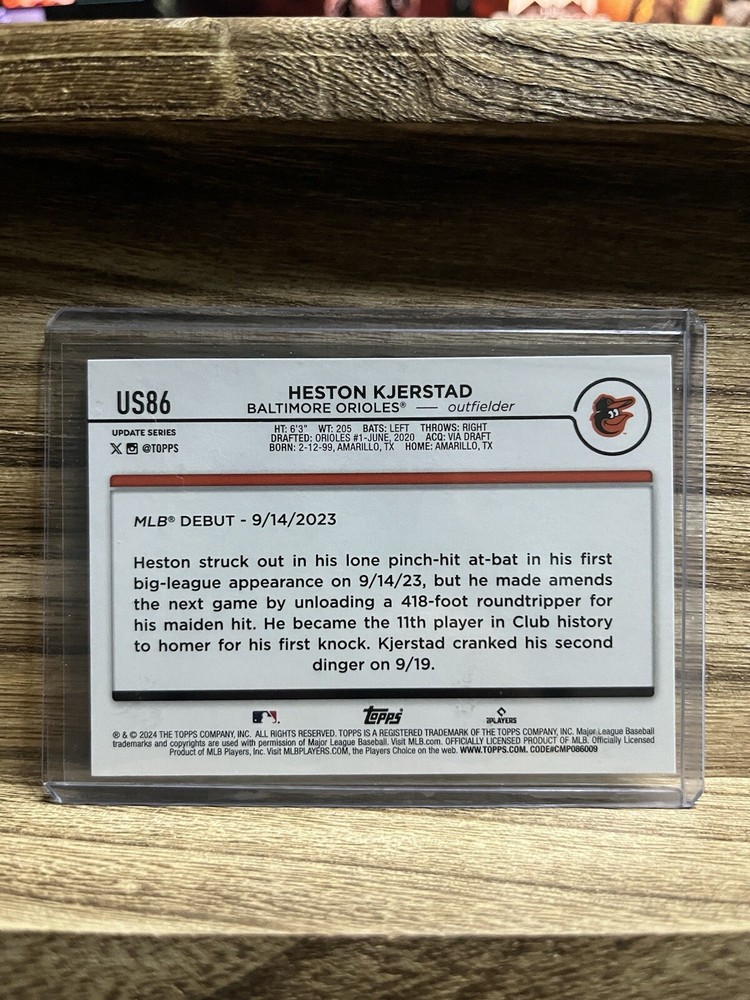 US86
HESTON KJERSTAD
BALTIMORE ORIOLES® — outfielder
UPDATE SERIES
@TOPPS
HT: 6'3" WT: 205 BATS: LEFT THROWS: RIGHT
DRAFTED: ORIOLES #1-JUNE, 2020 ACQ: VIA DRAFT
BORN: 2-12-99, AMARILLO, TX HOME: AMARILLO, TX
MLB® DEBUT - 9/14/2023
Heston struck out in his lone pinch-hit at-bat in his first
big-league appearance on 9/14/23, but he made amends
the next game by unloading a 418-foot roundtripper for
his maiden hit. He became the 11th player in Club history
to homer for his first knock. Kjerstad cranked his second
dinger on 9/19.
Topps®
PLAYERS
® & © 2024 THE TOPPS COMPANY, INC. ALL RIGHTS RESERVED. TOPPS IS A REGISTERED TRADEMARK OF THE TOPPS COMPANY, INC. Major League Baseball
trademarks and copyrights are used with permission of Major League Baseball. Visit MLB.com. OFFICIALLY LICENSED PRODUCT OF MLB. Officially Licensed
Product of MLB Players, Inc. Visit MLBPLAYERS.COM, the Players Choice on the web. WWW.TOPPS.COM. CODE#CMP086009